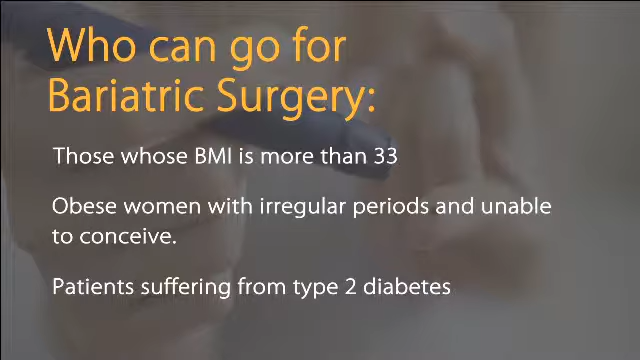 Who can go for
Bariatric Surgery:
Those whose BMI is more than 33
Obese women with irregular periods and unable
to conceive.
Patients suffering from type 2 diabetes